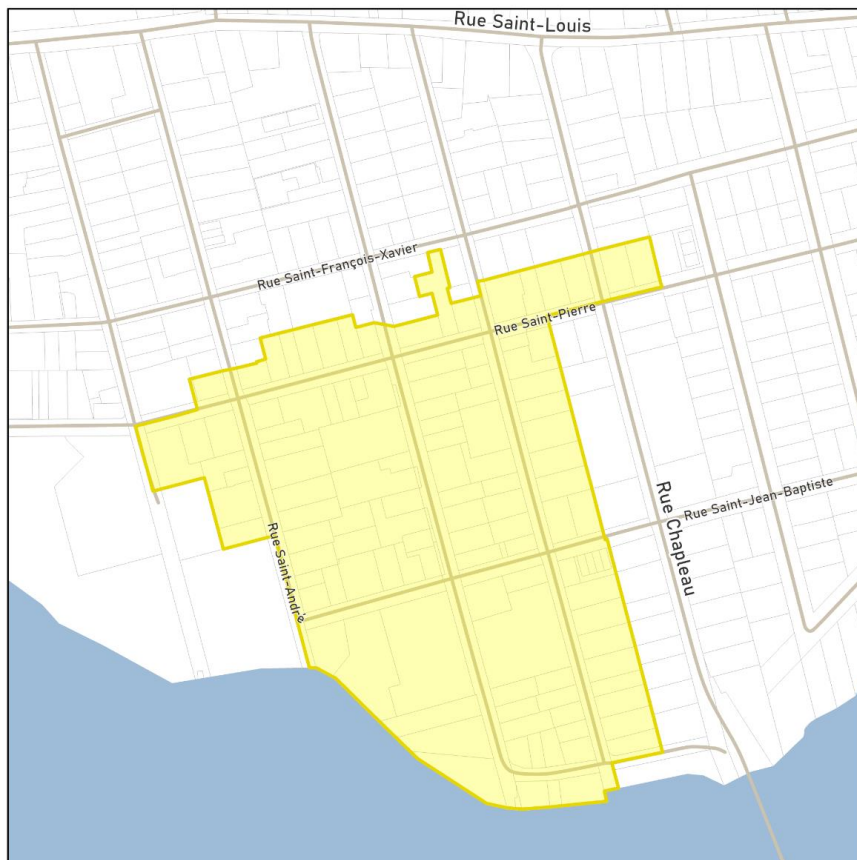 Rue Saint-Louis
Rue Saint-François-Xavier
Rue Saint-Pierre
Rue Chapleau
Rue Saint-Jean-Baptiste
Rue Saint-André